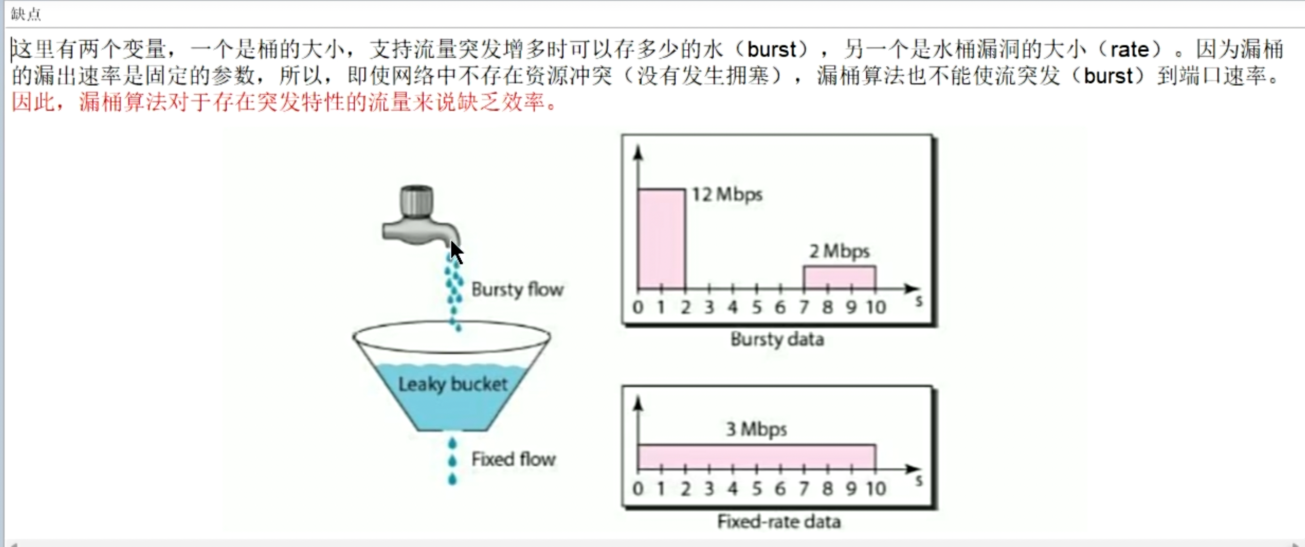 缺点
这里有两个变量，一个是桶的大小，支持流量突发增多时可以存多少的水（burst），另一个是水桶漏洞的大小（rate）。因为漏桶
的漏出速率是固定的参数，所以，即使网络中不存在资源冲突（没有发生拥塞），漏桶算法也不能使流突发（burst）到端口速率。
因此，漏桶算法对于存在突发特性的流量来说缺乏效率。
Bursty flow
Leaky bucket
Fixed flow
12 Mbps
2 Mbps
0 1 2 3 4 5 6 7 8 9 10 s
Bursty data
3 Mbps
0 1 2 3 4 5 6 7 8 9 10 s
Fixed-rate data